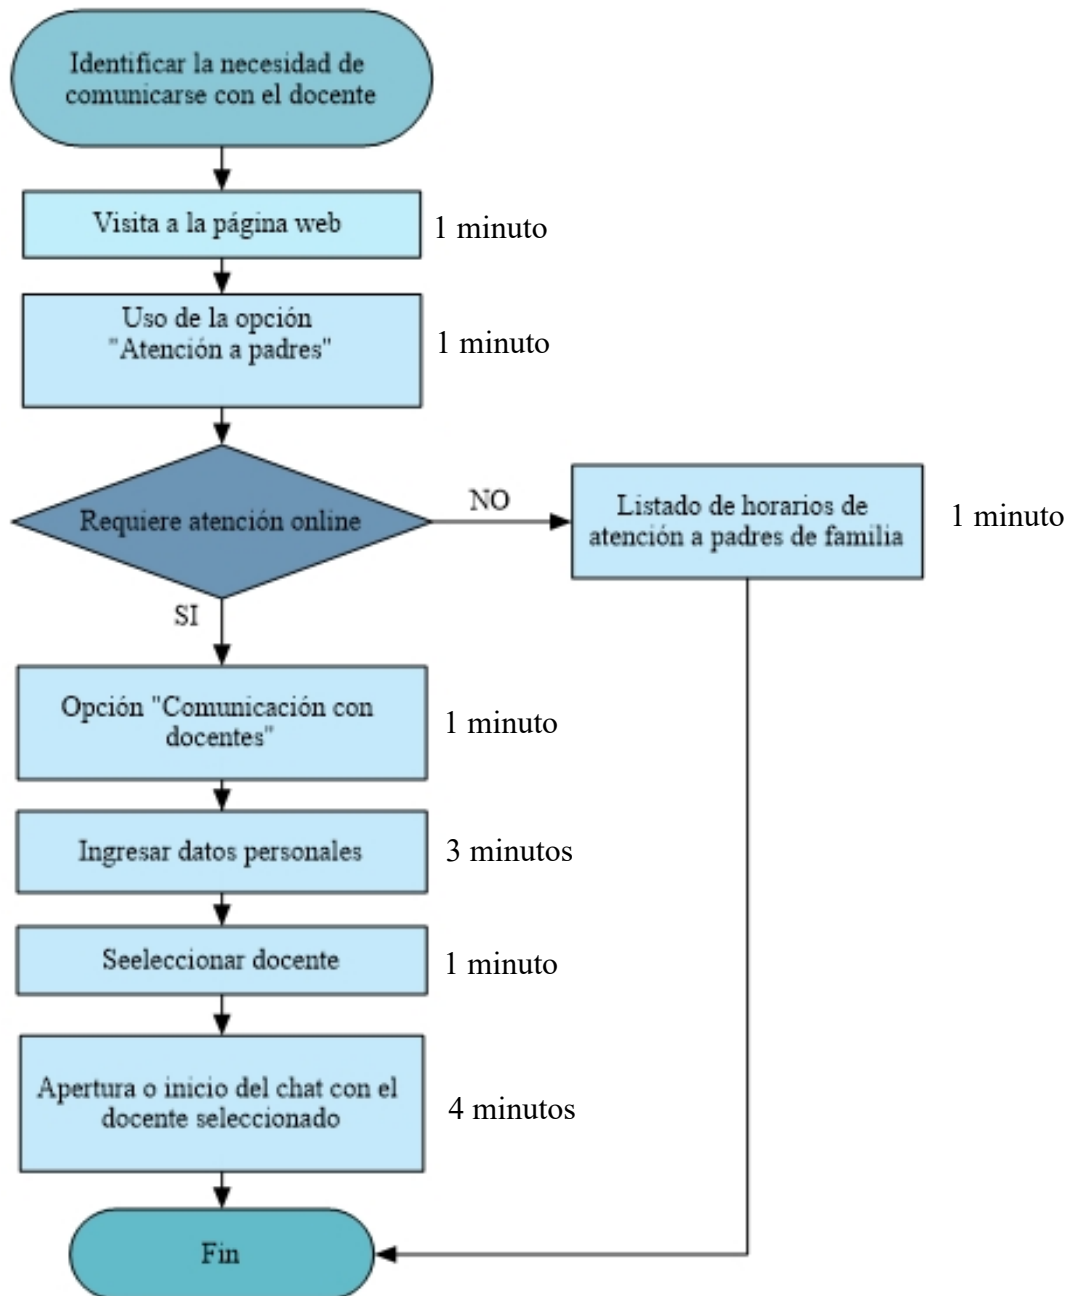 Identificar la necesidad de
comunicarse con el docente
Visita a la página web
1 minuto
Uso de la opción
"Atención a padres"
1 minuto
Requiere atención online
NO
Listado de horarios de
atención a padres de familia
1 minuto
SI
Opción "Comunicación con
docentes"
1 minuto
Ingresar datos personales
3 minutos
Seeleccionar docente
1 minuto
Apertura o inicio del chat con el
docente seleccionado
4 minutos
Fin